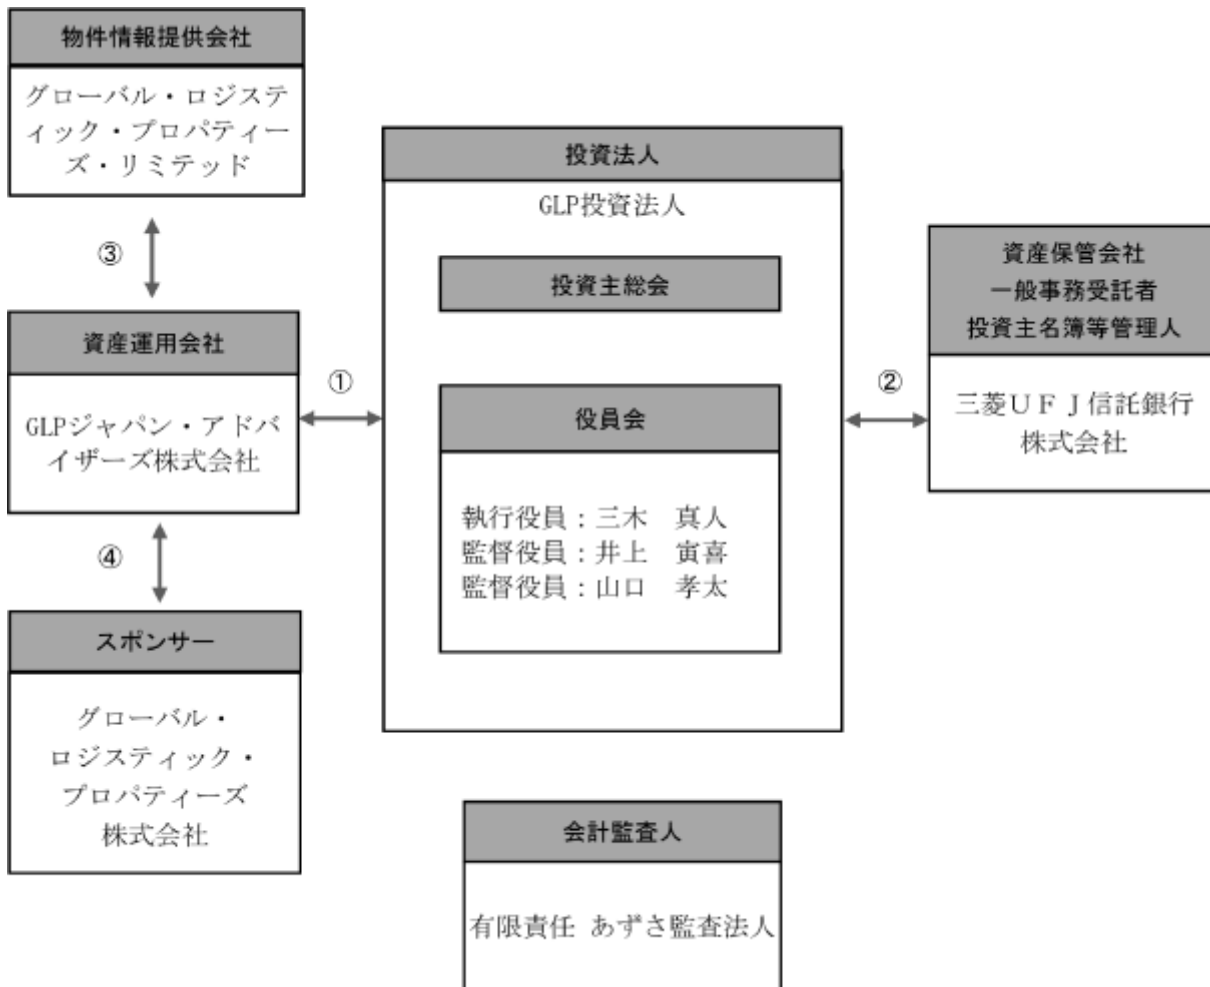 物件情報提供会社
グローバル・ロジステ
ィック・プロパティー
ズ・リミテッド
③
資産運用会社
GLPジャパン・アドバ
イザーズ株式会社
④
スポンサー
グローバル・
ロジスティック・
プロパティーズ
株式会社
①
投資法人
GLP投資法人
投資主総会
役員会
執行役員：三木　真人
監督役員：井上　寅喜
監督役員：山口　孝太
②
資産保管会社
一般事務受託者
投資主名簿等管理人
三菱ＵＦＪ信託銀行
株式会社
会計監査人
有限責任 あずさ監査法人